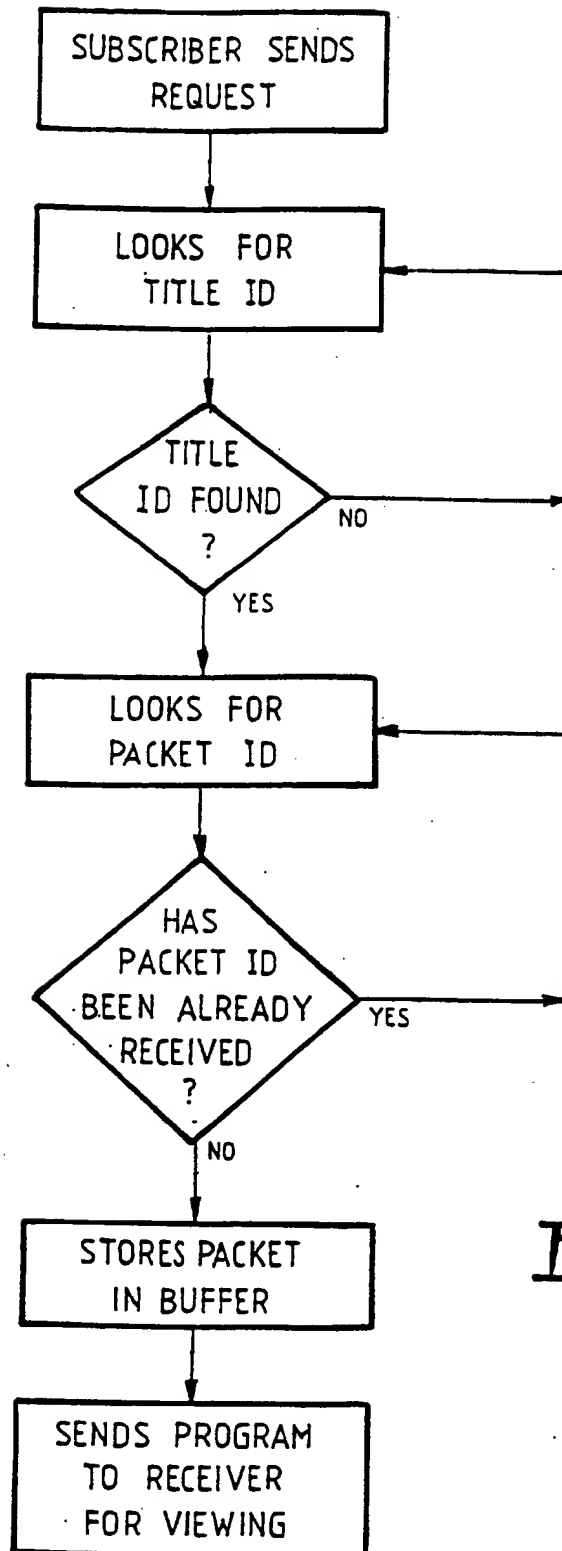 SUBSCRIBER SENDS
REQUEST
LOOKS FOR
TITLE ID
TITLE
ID FOUND
?
NO
YES
LOOKS FOR
PACKET ID
HAS
PACKET ID
BEEN ALREADY
RECEIVED
?
YES
NO
STORES PACKET
IN BUFFER
SENDS PROGRAM
TO RECEIVER
FOR VIEWING